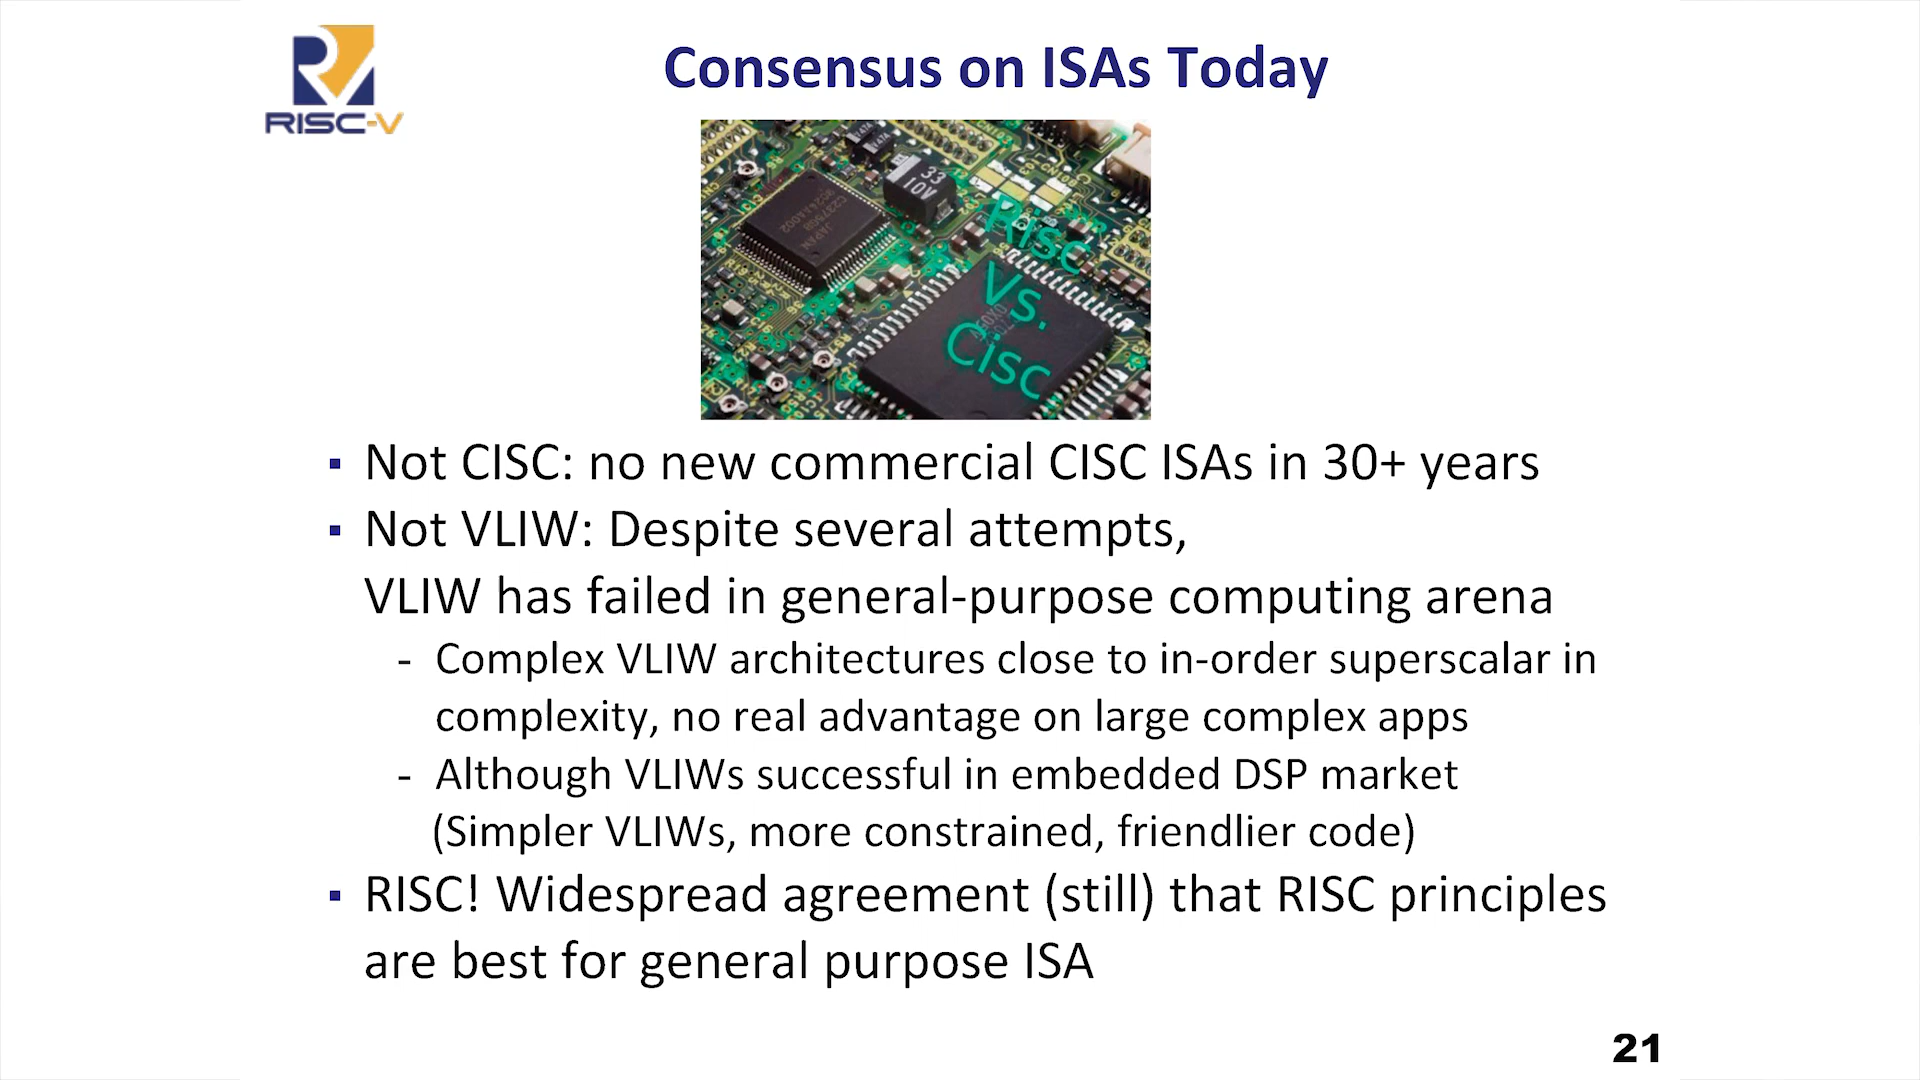 RISC-V
Consensus on ISAs Today
33
10V
JAPAN
Risc
Vs.
Cisc
▪ Not CISC: no new commercial CISC ISAs in 30+ years
▪ Not VLIW: Despite several attempts,
VLIW has failed in general-purpose computing arena
- Complex VLIW architectures close to in-order superscalar in
complexity, no real advantage on large complex apps
- Although VLIWs successful in embedded DSP market
(Simpler VLIWs, more constrained, friendlier code)
▪ RISC! Widespread agreement (still) that RISC principles
are best for general purpose ISA
21